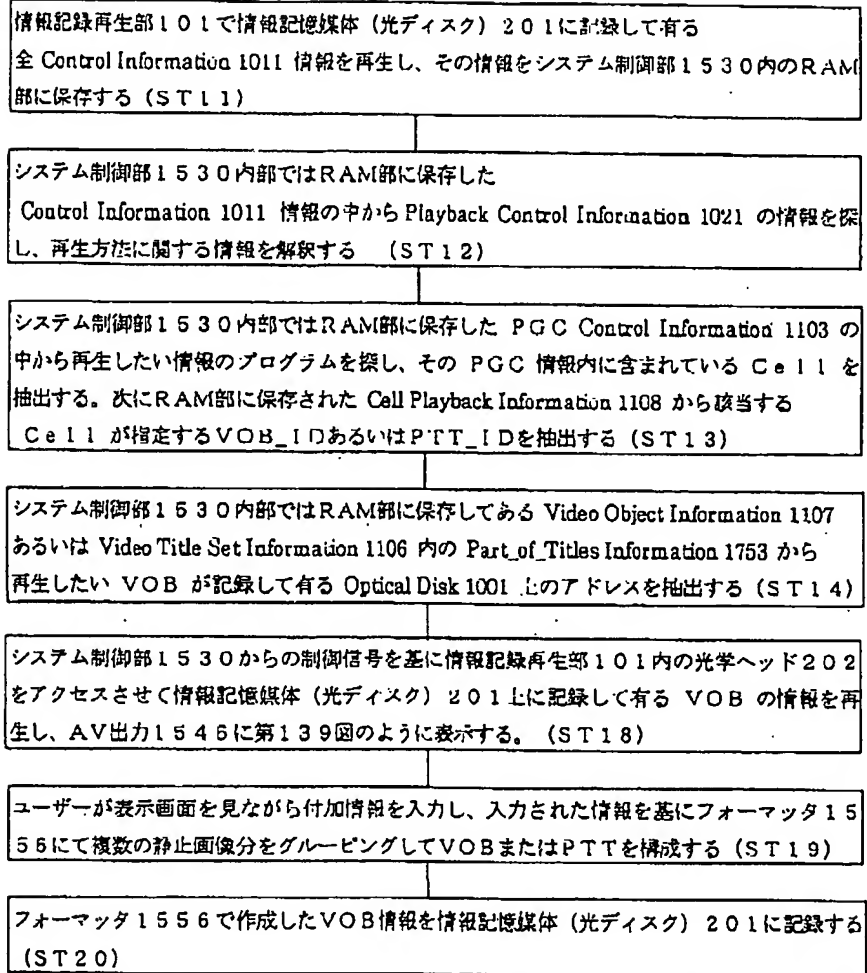 情報記録再生部101で情報記憶媒体（光ディスク）201に記録して有る
全 Control Information 1011 情報を再生し、その情報をシステム制御部1530内のRAM
部に保存する（ST11）
システム制御部1530内部ではRAM部に保存した
Control Information 1011 情報の中から Playback Control Information 1021 の情報を探
し、再生方法に関する情報を解釈する （ST12）
システム制御部1530内部ではRAM部に保存した PGC Control Information 1103 の
中から再生したい情報のプログラムを探し、その PGC 情報内に含まれている Cell を
抽出する。次にRAM部に保存された Cell Playback Information 1108 から該当する
Cell が指定するVOB_IDあるいはPTT_IDを抽出する（ST13）
システム制御部1530内部ではRAM部に保存してある Video Object Information 1107
あるいは Video Title Set Information 1106 内の Part_of_Titles Information 1753 から
再生したい VOB が記録して有る Optical Disk 1001 上のアドレスを抽出する（ST14）
システム制御部1530からの制御信号を基に情報記録再生部101内の光学ヘッド202
をアクセスさせて情報記憶媒体（光ディスク）201上に記録して有る VOB の情報を再
生し、AV出力1546に第139図のように表示する。（ST18）
ユーザーが表示画面を見ながら付加情報を入力し、入力された情報を基にフォーマッタ15
56にて複数の静止画像分をグルーピングしてVOBまたはPTTを構成する（ST19）
フォーマッタ1556で作成したVOB情報を情報記憶媒体（光ディスク）201に記録する
（ST20）